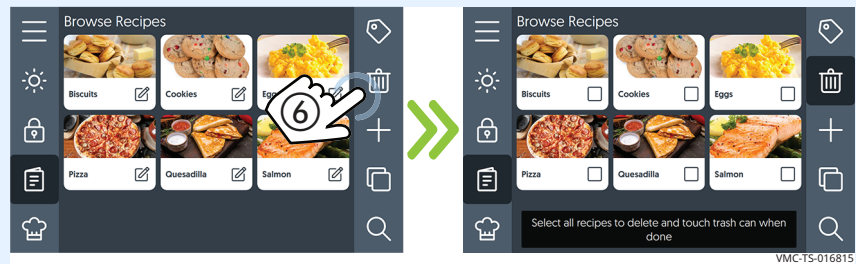 Browse Recipes
Biscuits
Cookies
Eggs
6
Pizza
Quesadilla
Salmon
Browse Recipes
Biscuits
Cookies
Eggs
Pizza
Quesadilla
Salmon
Select all recipes to delete and touch trash can when
done
VMC-TS-016815